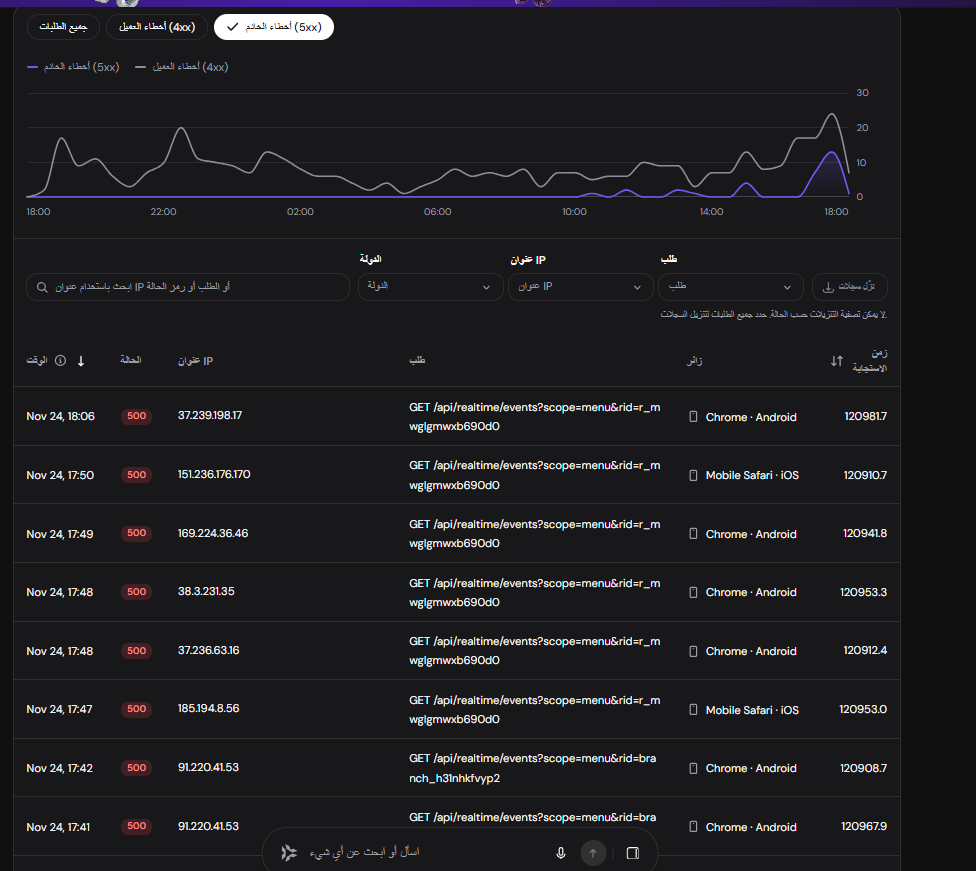 جميع الطلبات
أخطاء العميل (4xx)
أخطاء الخادم (5xx)
أخطاء الخادم (5xx)
أخطاء العميل (4xx)
30
20
10
0
18:00 22:00 02:00 06:00 10:00 14:00 18:00
الدولة
عنوان IP
طلب
ابحث باستخدام عنوان IP أو الطلب أو رمز الحالة
الدولة
عنوان IP
طلب
نزّل سجلات
لا يمكن تصفية التنزيلات حسب الحالة. حدد جميع الطلبات لتنزيل السجلات.
الوقت الحالة عنوان IP طلب زائر زمن
الاستجابة
Nov 24, 18:06 500 37.239.198.17 GET /api/realtime/events?scope=menu&rid=r_m Chrome · Android 120981.7
wglgmwxb690d0
Nov 24, 17:50 500 151.236.176.170 GET /api/realtime/events?scope=menu&rid=r_m Mobile Safari · iOS 120910.7
wglgmwxb690d0
Nov 24, 17:49 500 169.224.36.46 GET /api/realtime/events?scope=menu&rid=r_m Chrome · Android 120941.8
wglgmwxb690d0
Nov 24, 17:48 500 38.3.231.35 GET /api/realtime/events?scope=menu&rid=r_m Chrome · Android 120953.3
wglgmwxb690d0
Nov 24, 17:48 500 37.236.63.16 GET /api/realtime/events?scope=menu&rid=r_m Chrome · Android 120912.4
wglgmwxb690d0
Nov 24, 17:47 500 185.194.8.56 GET /api/realtime/events?scope=menu&rid=r_m Mobile Safari · iOS 120953.0
wglgmwxb690d0
Nov 24, 17:42 500 91.220.41.53 GET /api/realtime/events?scope=menu&rid=bra Chrome · Android 120908.7
nch_h31nhkfvyp2
Nov 24, 17:41 500 91.220.41.53 GET /api/realtime/events?scope=menu&rid=bra Chrome · Android 120967.9
اسأل أو ابحث عن أي شيء